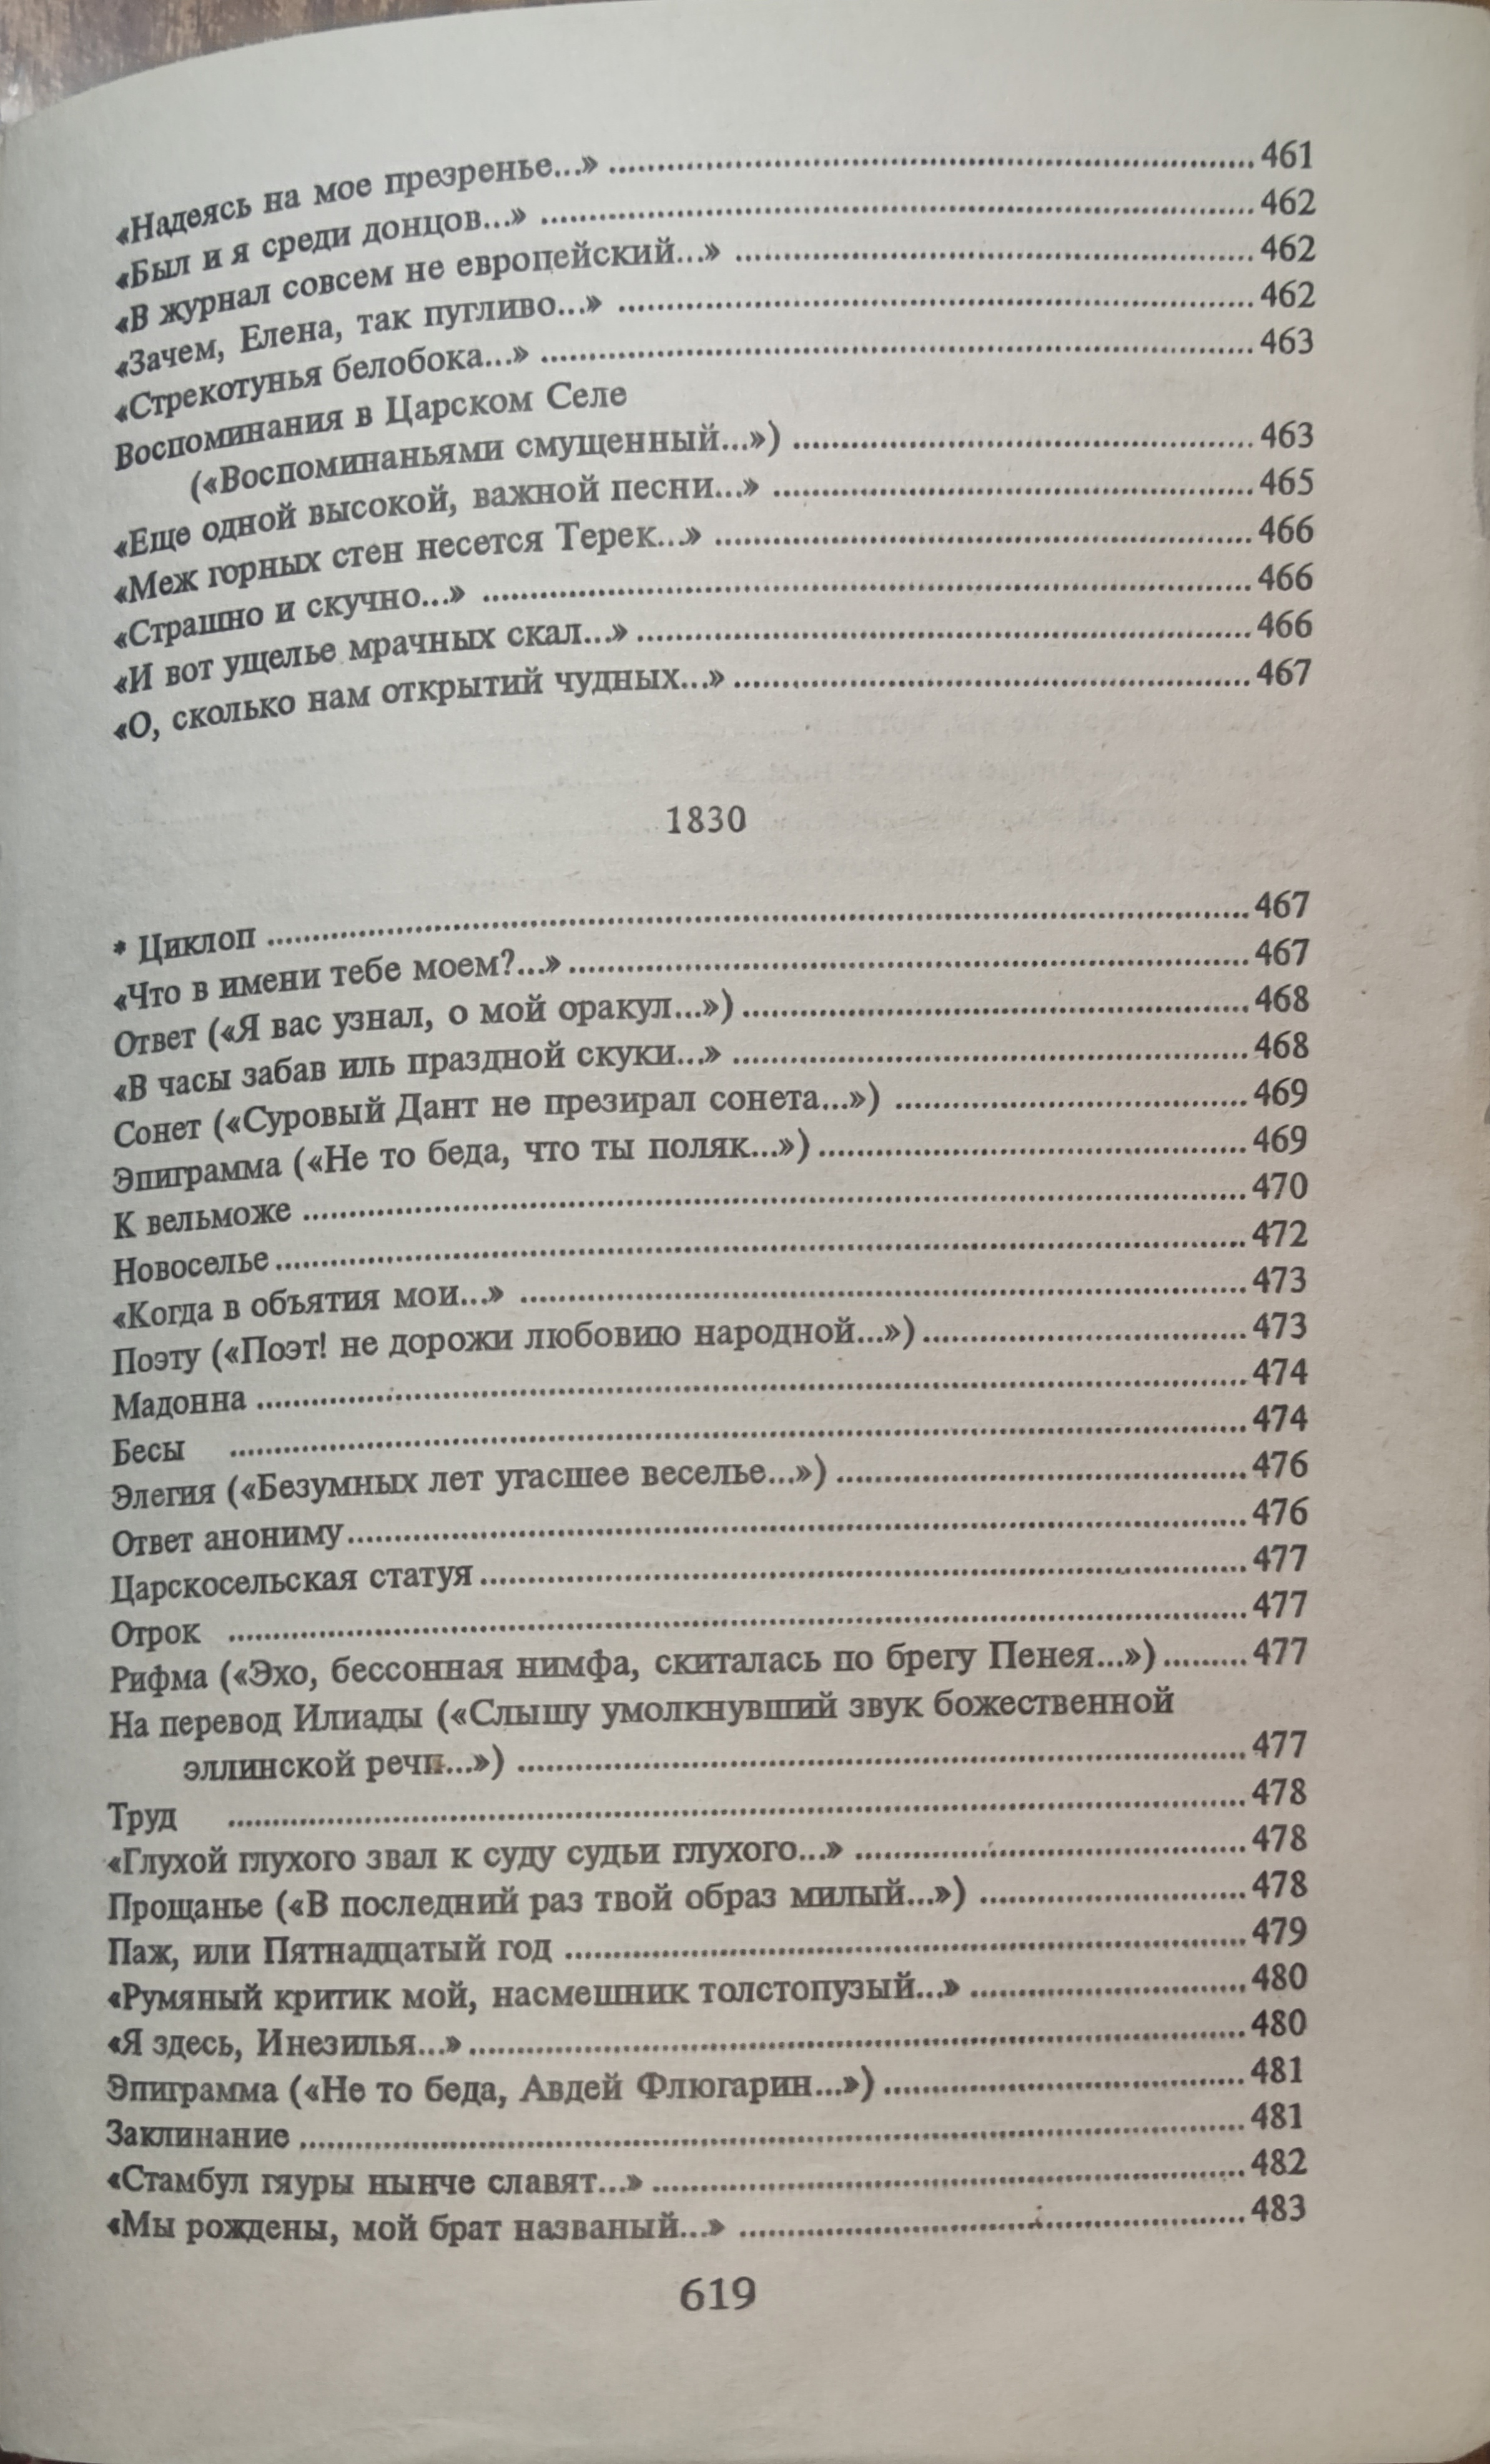 «Надеясь на мое презренье...» ........ 461
«Был и я среди донцов...» ........ 462
«В журнал совсем не европейский...» ........ 462
«Зачем, Елена, так пугливо...» ........ 462
«Стрекотунья белобока...» ........ 463
Воспоминания в Царском Селе
(«Воспоминаньями смущенный...») ........ 463
«Еще одной высокой, важной песни...» ........ 465
«Меж горных стен несется Терек...» ........ 466
«Страшно и скучно...» ........ 466
«И вот ущелье мрачных скал...» ........ 466
«О, сколько нам открытий чудных...» ........ 467
1830
* Циклоп ........ 467
«Что в имени тебе моем?...» ........ 467
Ответ («Я вас узнал, о мой оракул...») ........ 468
«В часы забав иль праздной скуки...» ........ 468
Сонет («Суровый Дант не презирал сонета...») ........ 469
Эпиграмма («Не то беда, что ты поляк...») ........ 469
К вельможе ........ 470
Новоселье ........ 472
«Когда в объятия мои...» ........ 473
Поэту («Поэт! не дорожи любовию народной...») ........ 473
Мадонна ........ 474
Бесы ........ 474
Элегия («Безумных лет угасшее веселье...») ........ 476
Ответ анониму ........ 476
Царскосельская статуя ........ 477
Отрок ........ 477
Рифма («Эхо, бессонная нимфа, скиталась по брегу Пенея...») ........ 477
На перевод Илиады («Слышу умолкнувший звук божественной
эллинской речи...») ........ 477
Труд ........ 478
«Глухой глухого звал к суду судьи глухого...» ........ 478
Прощанье («В последний раз твой образ милый...») ........ 478
Паж, или Пятнадцатый год ........ 479
«Румяный критик мой, насмешник толстопузый...» ........ 480
«Я здесь, Инезилья...» ........ 480
Эпиграмма («Не то беда, Авдей Флюгарин...») ........ 481
Заклинание ........ 481
«Стамбул гяуры нынче славят...» ........ 482
«Мы рождены, мой брат названый...» ........ 483
619